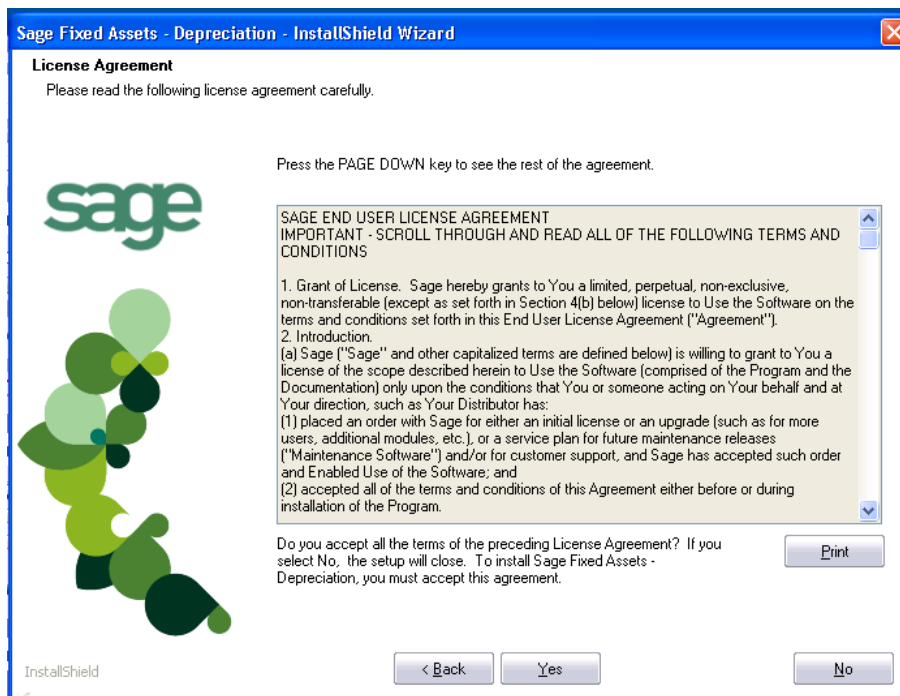 Sage Fixed Assets - Depreciation - InstallShield Wizard
License Agreement
Please read the following license agreement carefully.
Press the PAGE DOWN key to see the rest of the agreement.
sage
SAGE END USER LICENSE AGREEMENT
IMPORTANT - SCROLL THROUGH AND READ ALL OF THE FOLLOWING TERMS AND
CONDITIONS
1. Grant of License.  Sage hereby grants to You a limited, perpetual, non-exclusive,
non-transferable (except as set forth in Section 4(b) below) license to Use the Software on the
terms and conditions set forth in this End User License Agreement ("Agreement").
2. Introduction.
(a) Sage ("Sage" and other capitalized terms are defined below) is willing to grant to You a
license of the scope described herein to Use the Software (comprised of the Program and the
Documentation) only upon the conditions that You or someone acting on Your behalf and at
Your direction, such as Your Distributor has:
(1) placed an order with Sage for either an initial license or an upgrade (such as for more
users, additional modules, etc.), or a service plan for future maintenance releases
("Maintenance Software") and/or for customer support, and Sage has accepted such order
and Enabled Use of the Software; and
(2) accepted all of the terms and conditions of this Agreement either before or during
installation of the Program.
Do you accept all the terms of the preceding License Agreement?  If you
select No,  the setup will close.  To install Sage Fixed Assets -
Depreciation, you must accept this agreement.
Print
InstallShield
< Back
Yes
No